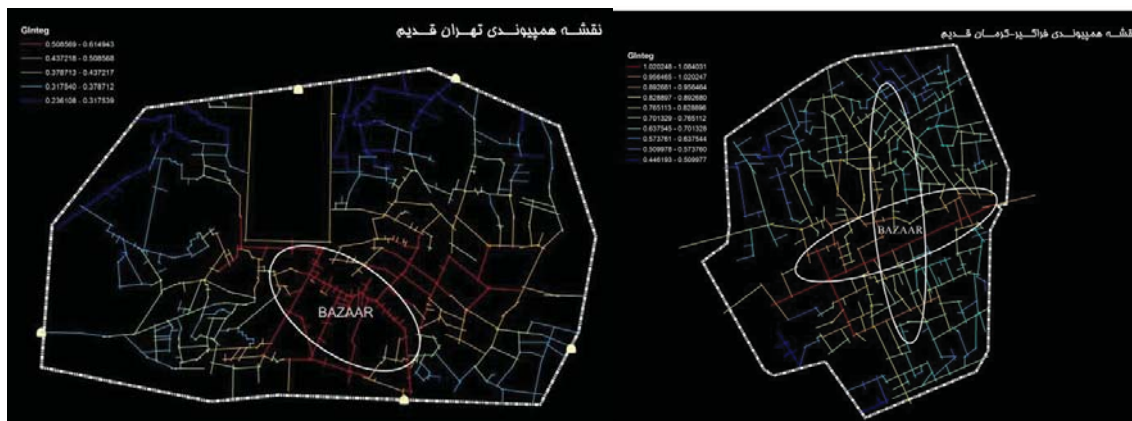 نقشه همپیوندی تهران قدیم
GInteg
0.508569 - 0.614943
0.437218 - 0.508568
0.378713 - 0.437217
0.317540 - 0.378712
0.236108 - 0.317539
BAZAAR
نقشه همپیوندی فراگیر-کرمان قدیم
GInteg
1.020248 - 1.084031
0.956465 - 1.020247
0.892681 - 0.956464
0.828897 - 0.892680
0.765113 - 0.828896
0.701329 - 0.765112
0.637545 - 0.701328
0.573761 - 0.637544
0.509978 - 0.573760
0.446193 - 0.509977
BAZAAR